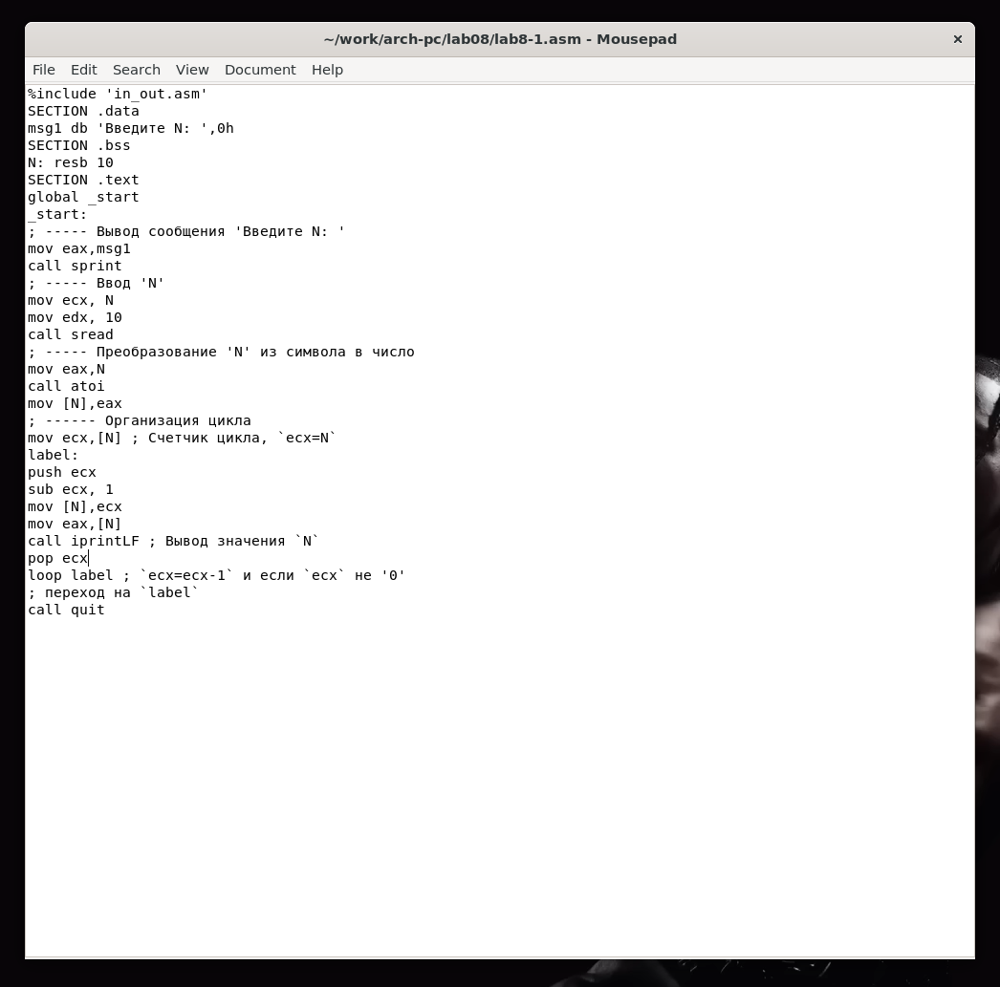 ~/work/arch-pc/lab08/lab8-1.asm - Mousepad
×
File Edit Search View Document Help
%include 'in_out.asm'
SECTION .data
msg1 db 'Введите N: ',0h
SECTION .bss
N: resb 10
SECTION .text
global _start
_start:
; ----- Вывод сообщения 'Введите N: '
mov eax,msg1
call sprint
; ----- Ввод 'N'
mov ecx, N
mov edx, 10
call sread
; ----- Преобразование 'N' из символа в число
mov eax,N
call atoi
mov [N],eax
; ------ Организация цикла
mov ecx,[N] ; Счетчик цикла, `ecx=N`
label:
push ecx
sub ecx, 1
mov [N],ecx
mov eax,[N]
call iprintLF ; Вывод значения `N`
pop ecx
loop label ; `ecx=ecx-1` и если `ecx` не '0'
; переход на `label`
call quit